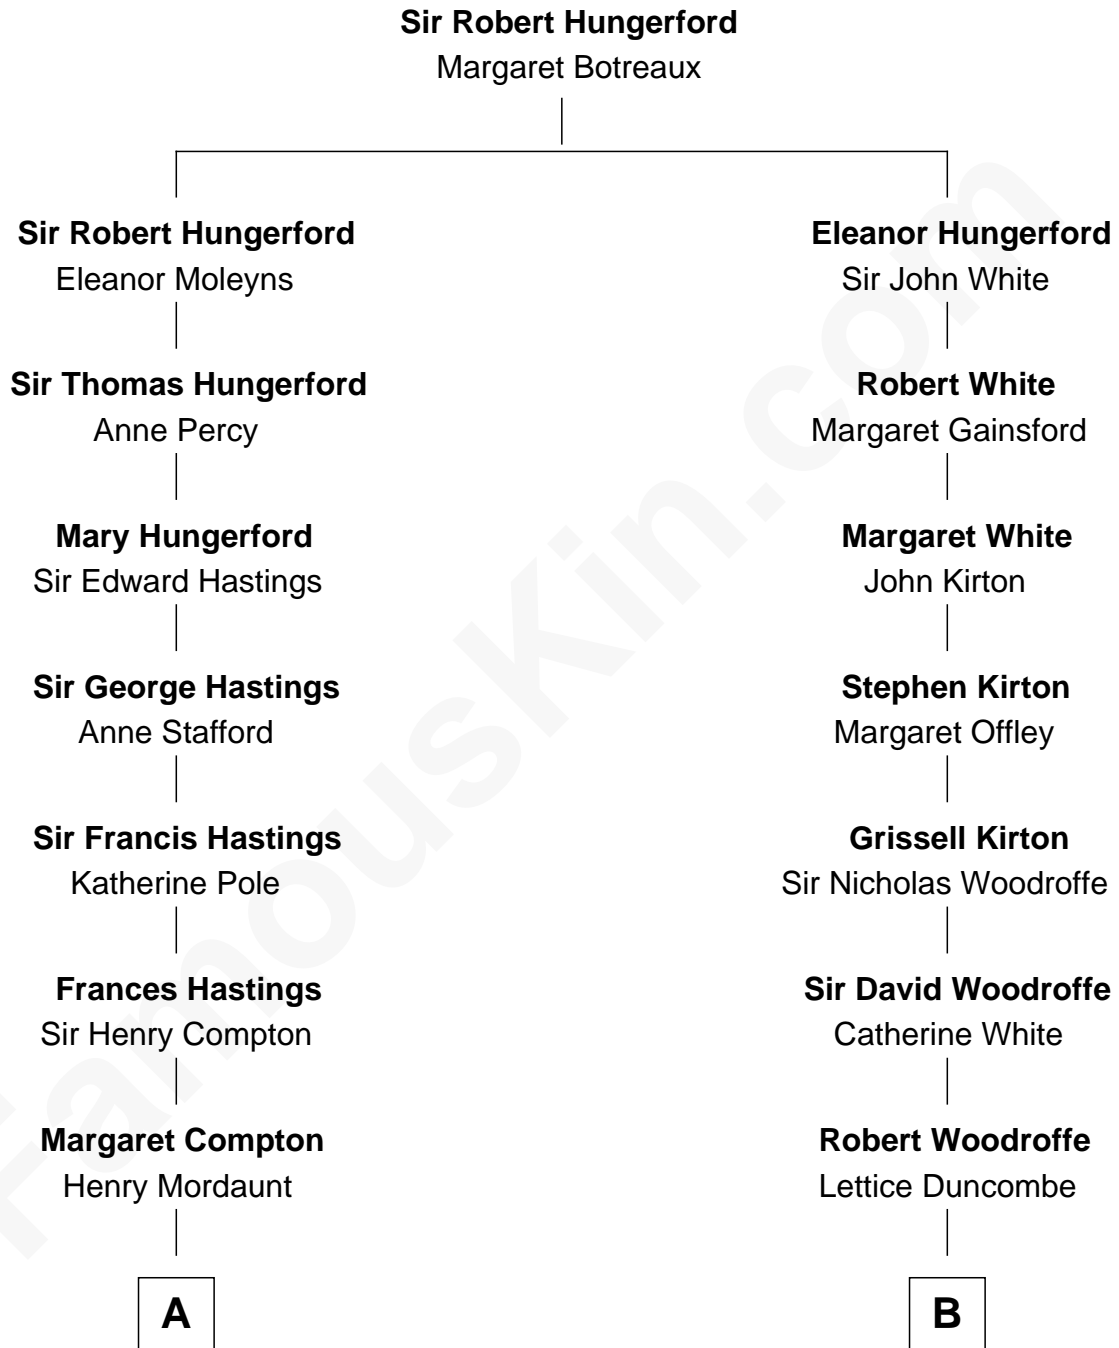 Sir Robert Hungerford
Margaret Botreaux
Sir Robert Hungerford
Eleanor Moleyns
Eleanor Hungerford
Sir John White
Sir Thomas Hungerford
Anne Percy
Robert White
Margaret Gainsford
Mary Hungerford
Sir Edward Hastings
Margaret White
John Kirton
Sir George Hastings
Anne Stafford
Stephen Kirton
Margaret Offley
Sir Francis Hastings
Katherine Pole
Grissell Kirton
Sir Nicholas Woodroffe
Frances Hastings
Sir Henry Compton
Sir David Woodroffe
Catherine White
Margaret Compton
Henry Mordaunt
Robert Woodroffe
Lettice Duncombe
A
B
FamousKin.com